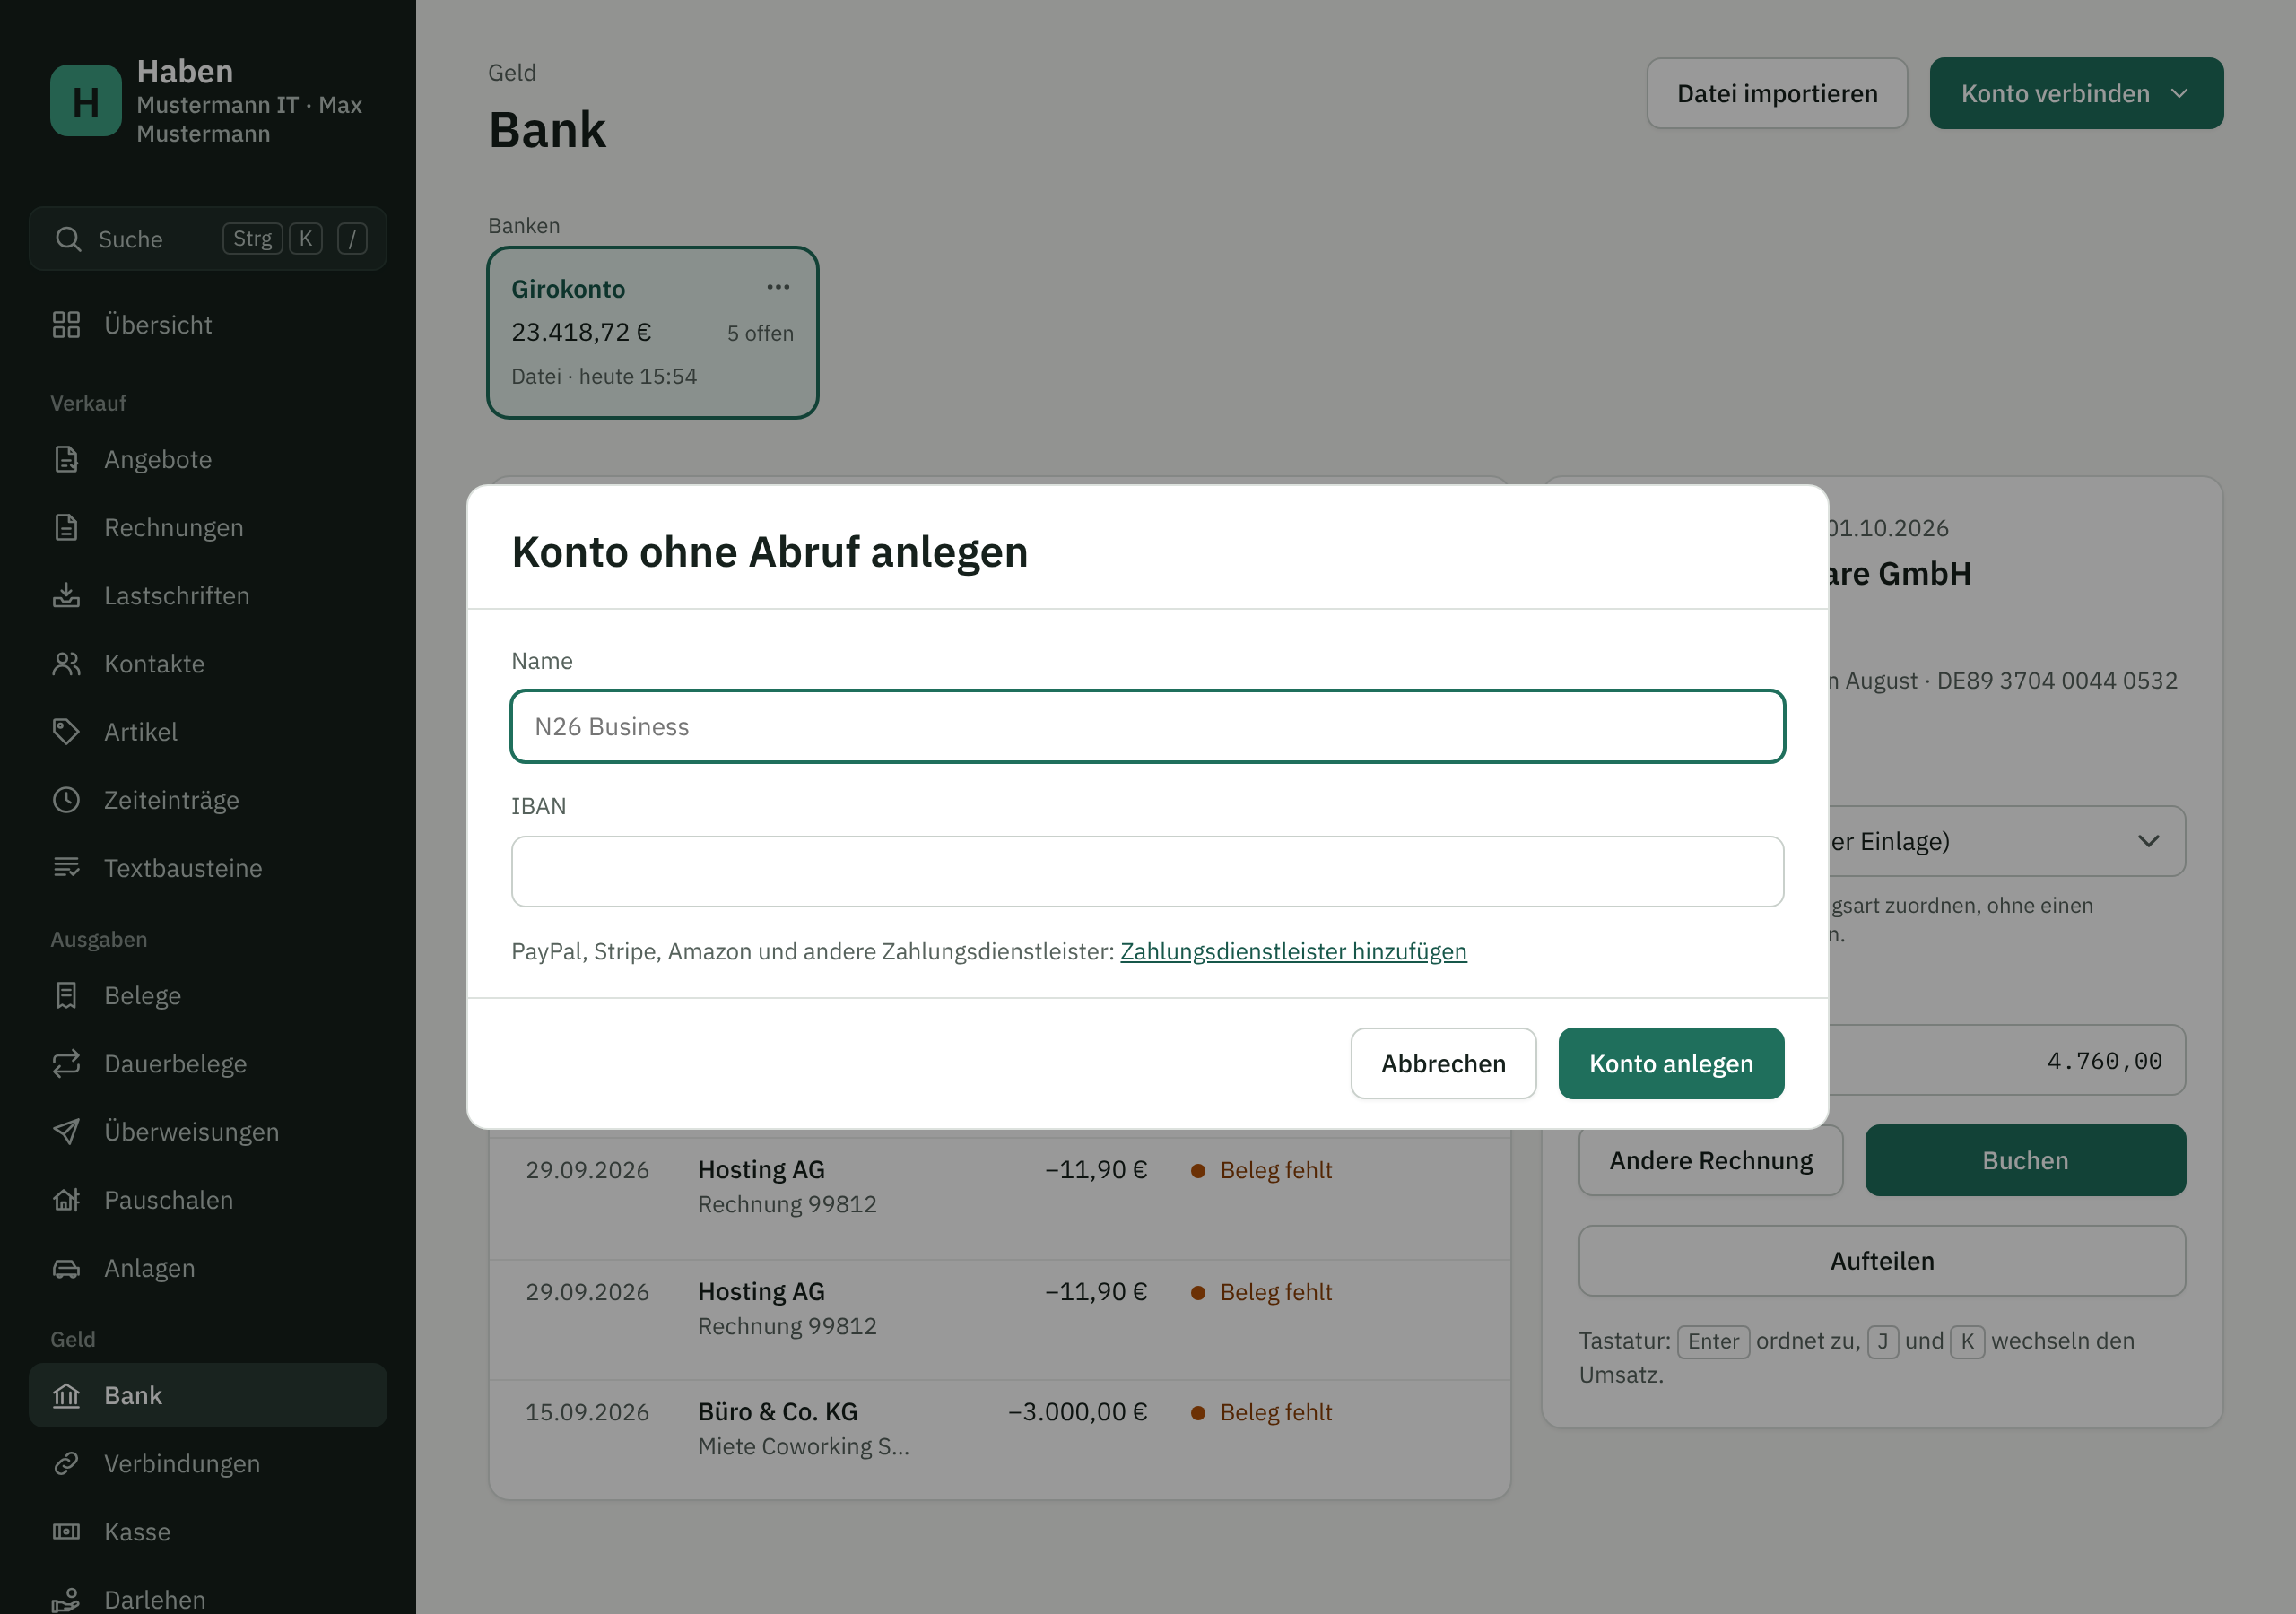 Haben
Mustermann IT · Max
Mustermann
Suche Strg K /
Übersicht
Verkauf
Angebote
Rechnungen
Lastschriften
Kontakte
Artikel
Zeiteinträge
Textbausteine
Ausgaben
Belege
Dauerbelege
Überweisungen
Pauschalen
Anlagen
Geld
Bank
Verbindungen
Kasse
Darlehen
Geld
Bank
Datei importieren
Konto verbinden
Banken
Girokonto
23.418,72 € 5 offen
Datei · heute 15:54
Konto ohne Abruf anlegen
Name
N26 Business
IBAN
PayPal, Stripe, Amazon und andere Zahlungsdienstleister: Zahlungsdienstleister hinzufügen
Abbrechen
Konto anlegen
29.09.2026 Hosting AG −11,90 € Beleg fehlt
Rechnung 99812
29.09.2026 Hosting AG −11,90 € Beleg fehlt
Rechnung 99812
15.09.2026 Büro & Co. KG −3.000,00 € Beleg fehlt
Miete Coworking S...
01.10.2026
GmbH
August · DE89 3704 0044 0532
Einlage)
zuordnen, ohne einen
4.760,00
Andere Rechnung
Buchen
Aufteilen
Tastatur: Enter ordnet zu, J und K wechseln den
Umsatz.